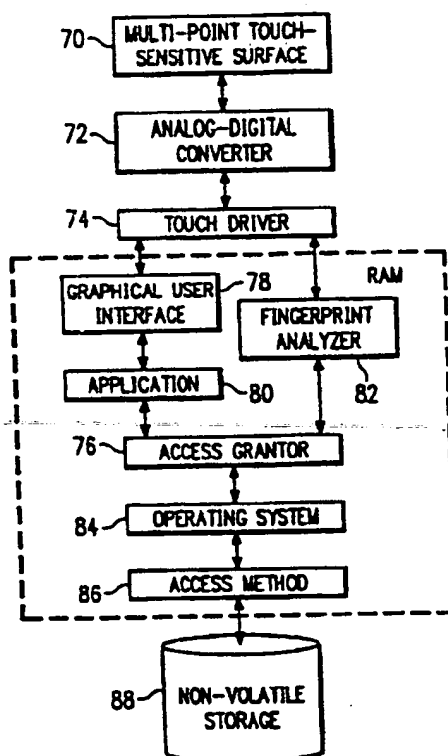 70
MULTI-POINT TOUCH-
SENSITIVE SURFACE
72
ANALOG-DIGITAL
CONVERTER
74
TOUCH DRIVER
RAM
GRAPHICAL USER
INTERFACE
78
FINGERPRINT
ANALYZER
82
APPLICATION
80
76
ACCESS GRANTOR
84
OPERATING SYSTEM
86
ACCESS METHOD
88
NON-VOLATILE
STORAGE